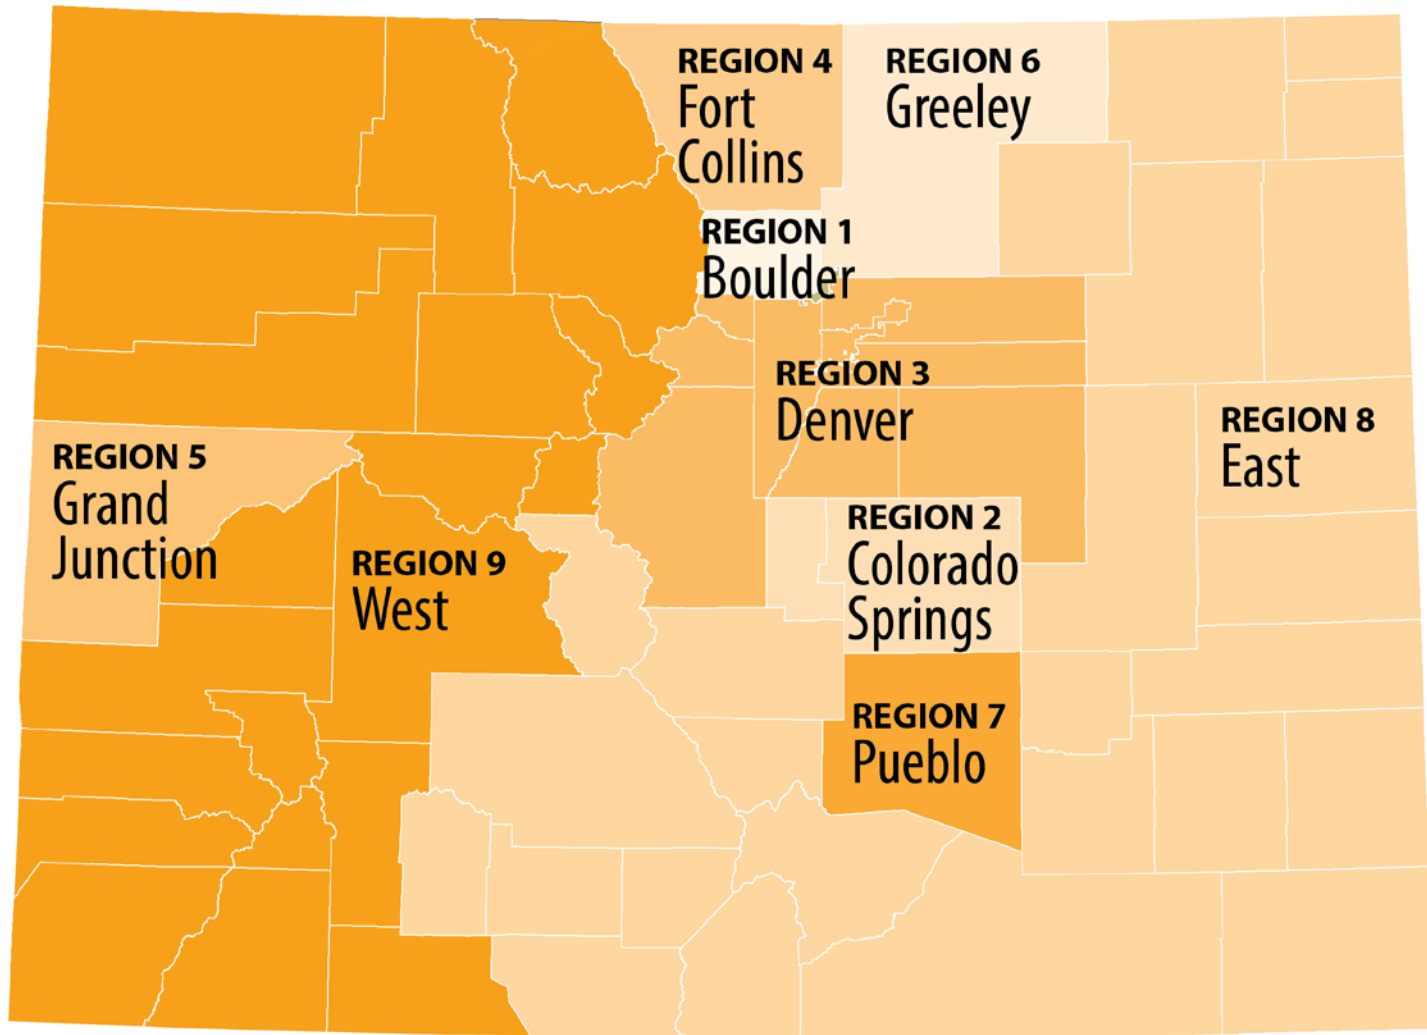 REGION 4
Fort
Collins
REGION 6
Greeley
REGION 1
Boulder
REGION 3
Denver
REGION 8
East
REGION 5
Grand
Junction
REGION 9
West
REGION 2
Colorado
Springs
REGION 7
Pueblo